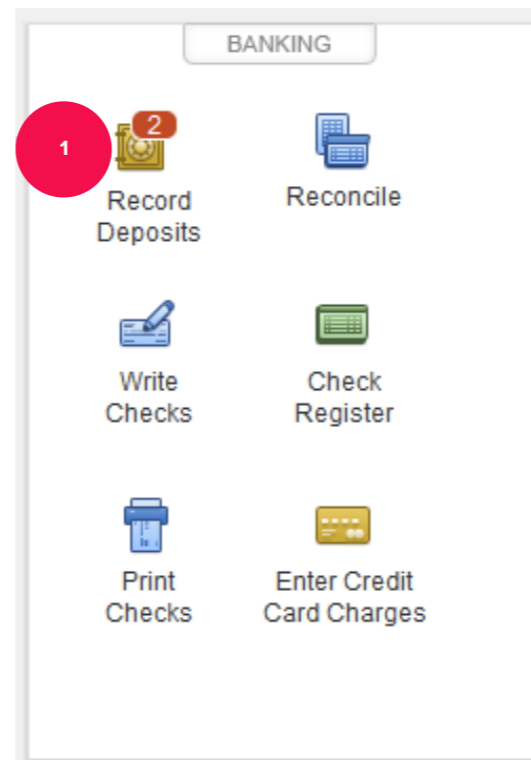 BANKING
1
2
Record
Deposits
Reconcile
Write
Checks
Check
Register
Print
Checks
Enter Credit
Card Charges